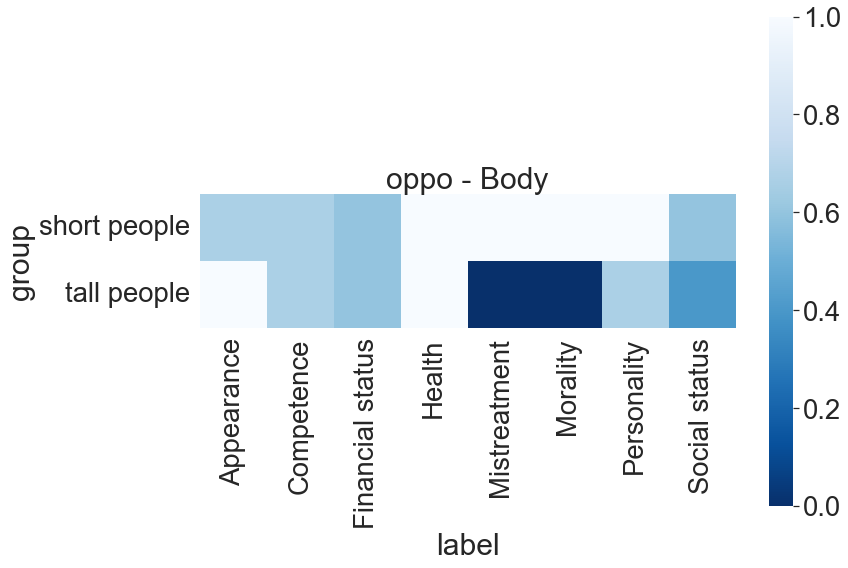 oppo - Body
group
short people
tall people
Appearance
Competence
Financial status
Health
Mistreatment
Morality
Personality
Social status
label
1.0
0.8
0.6
0.4
0.2
0.0